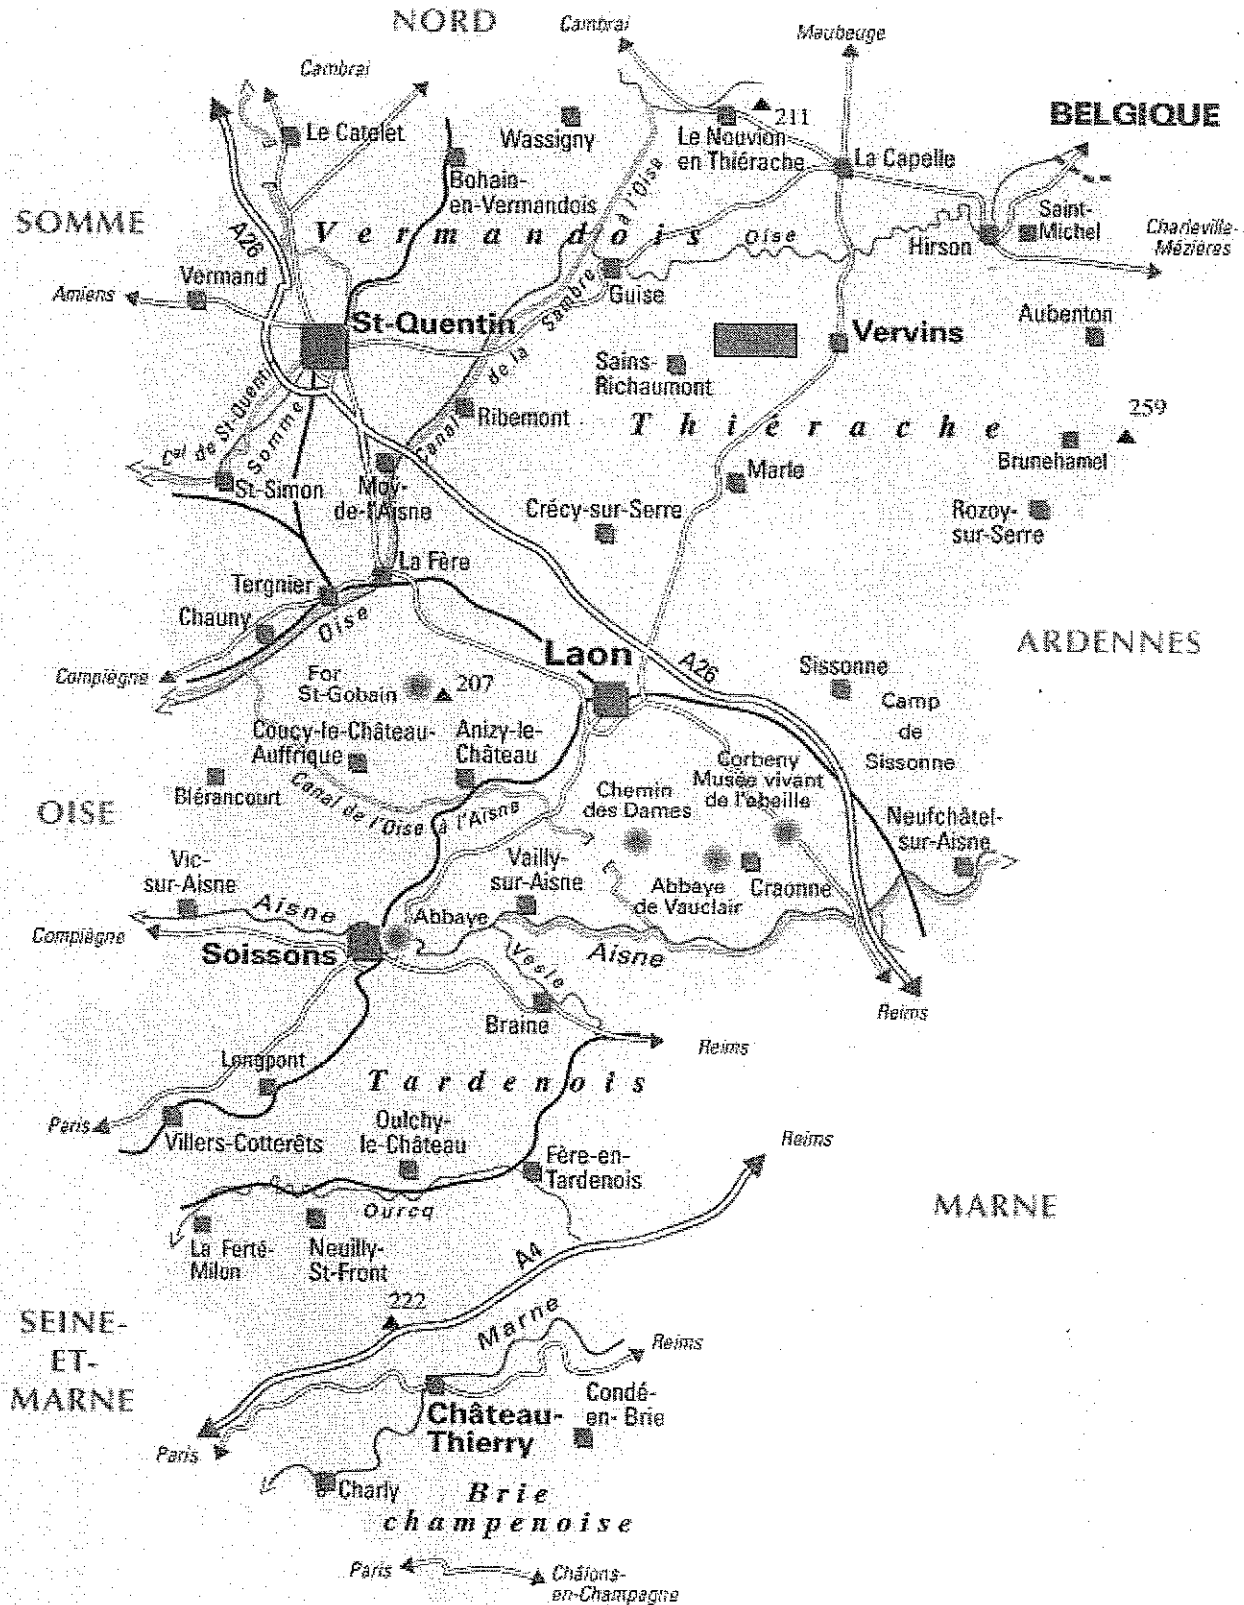 NORD
Cambrai
Maubeuge
Cambrai
211
BELGIQUE
Le Catelet
Wassigny
Le Nouvion
en Thiérache
La Capelle
Bohain-
en-Vermandois
SOMME
A26
Vermandois
Oise
Hirson
Saint-
Michel
Charleville-
Mézières
Vermand
Amiens
Guise
Canal de la Sambre à l'Oise
St-Quentin
Vervins
Aubenton
Sains-
Richaumont
Ribemont
Thiérache
259
Brunehamel
Cal de St-Quentin
Somme
St-Simon
Moy-
de-l'Aisne
Marle
Crécy-sur-Serre
Rozoy-
sur-Serre
La Fère
Tergnier
Chauny
Oise
Laon
A26
ARDENNES
Compiègne
For
St-Gobain
207
Sissonne
Camp
de
Sissonne
Coucy-le-Château-
Auffrique
Anizy-le-
Château
Corbeny
Musée vivant
de l'abeille
Chemin
des Dames
Blérancourt
Canal de l'Oise à l'Aisne
OISE
Neufchâtel-
sur-Aisne
Vic-
sur-Aisne
Vailly-
sur-Aisne
Abbaye
de Vauclair
Craonne
Aisne
Abbaye
Compiègne
Soissons
Vesle
Aisne
Braine
Reims
Reims
Longpont
Tardenois
Paris
Villers-Cotterêts
Oulchy-
le-Château
Fère-en-
Tardenois
Reims
Ourcq
MARNE
La Ferté-
Milon
Neuilly-
St-Front
A4
222
SEINE-
ET-
MARNE
Marne
Reims
Château-
Thierry
Condé-
en-Brie
Paris
Charly
Brie
champenoise
Paris
Châlons-
en-Champagne